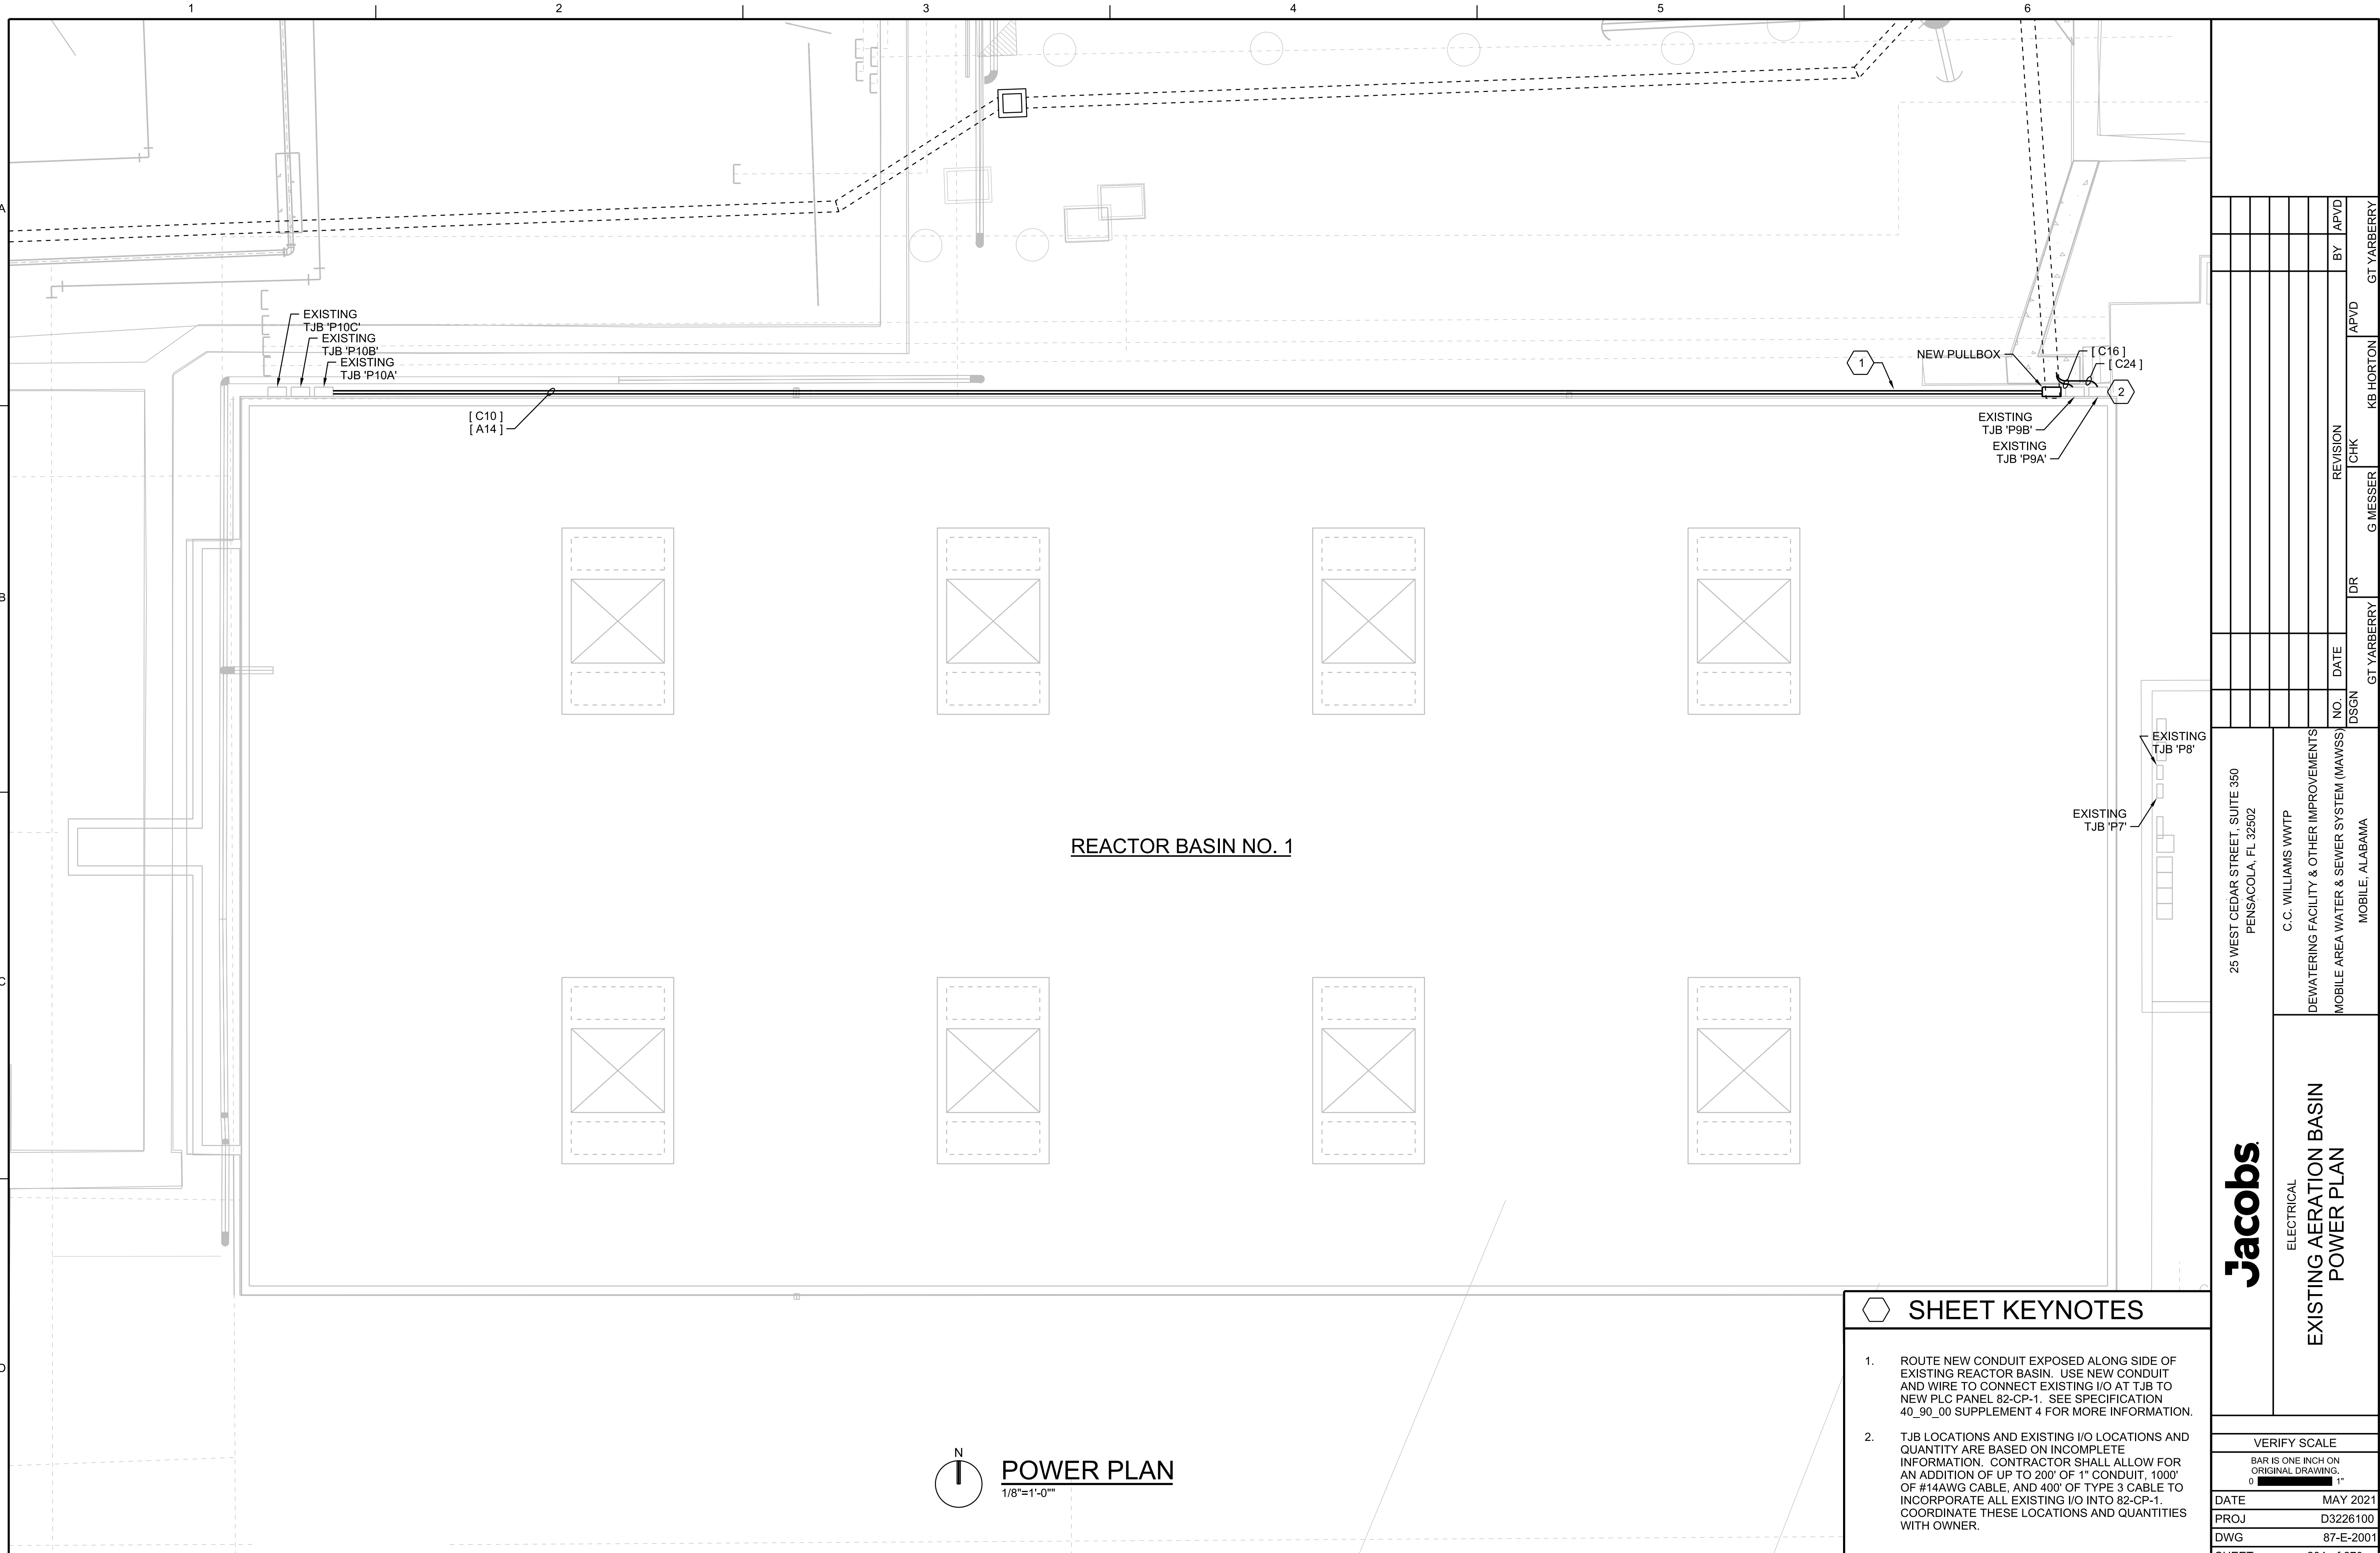 1
2
3
4
5
6
A
B
C
D
EXISTING
TJB 'P10C'
EXISTING
TJB 'P10B'
EXISTING
TJB 'P10A'
[ C10 ]
[ A14 ]
1
NEW PULLBOX
[ C16 ]
[ C24 ]
2
EXISTING
TJB 'P9B'
EXISTING
TJB 'P9A'
EXISTING
TJB 'P8'
EXISTING
TJB 'P7'
REACTOR BASIN NO. 1
N
POWER PLAN
1/8"=1'-0""
SHEET KEYNOTES
1. ROUTE NEW CONDUIT EXPOSED ALONG SIDE OF
EXISTING REACTOR BASIN. USE NEW CONDUIT
AND WIRE TO CONNECT EXISTING I/O AT TJB TO
NEW PLC PANEL 82-CP-1. SEE SPECIFICATION
40_90_00 SUPPLEMENT 4 FOR MORE INFORMATION.
2. TJB LOCATIONS AND EXISTING I/O LOCATIONS AND
QUANTITY ARE BASED ON INCOMPLETE
INFORMATION. CONTRACTOR SHALL ALLOW FOR
AN ADDITION OF UP TO 200' OF 1" CONDUIT, 1000'
OF #14AWG CABLE, AND 400' OF TYPE 3 CABLE TO
INCORPORATE ALL EXISTING I/O INTO 82-CP-1.
COORDINATE THESE LOCATIONS AND QUANTITIES
WITH OWNER.
NO. DATE REVISION BY APVD
DSGN DR CHK APVD
GT YARBERRY G MESSER KB HORTON GT YARBERRY
25 WEST CEDAR STREET, SUITE 350
PENSACOLA, FL 32502
C.C. WILLIAMS WWTP
DEWATERING FACILITY & OTHER IMPROVEMENTS
MOBILE AREA WATER & SEWER SYSTEM (MAWSS)
MOBILE, ALABAMA
Jacobs.
ELECTRICAL
EXISTING AERATION BASIN
POWER PLAN
VERIFY SCALE
BAR IS ONE INCH ON
ORIGINAL DRAWING.
0 1"
DATE MAY 2021
PROJ D3226100
DWG 87-E-2001